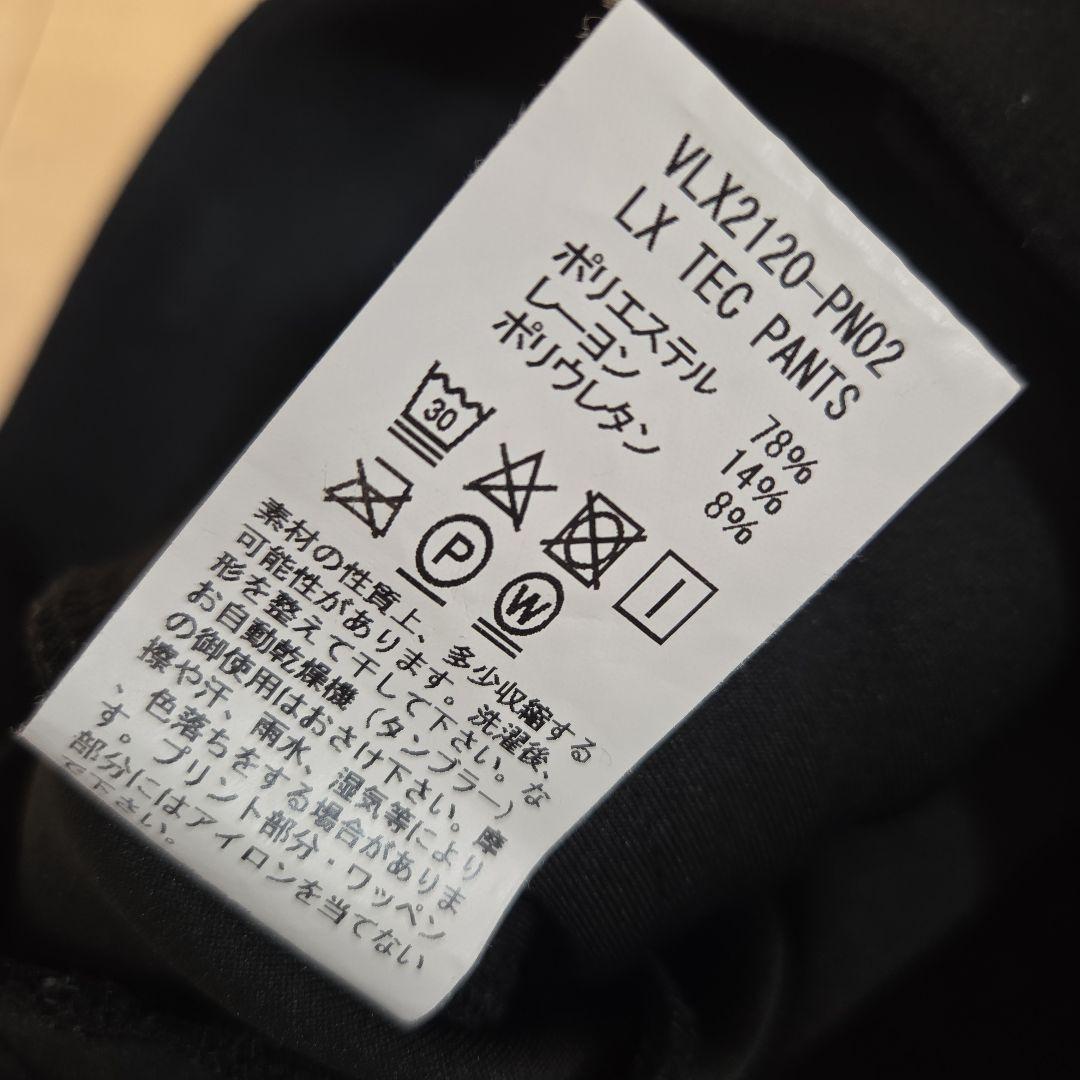 VLX2120-PN02
LX TEC PANTS
ポリエステル 78%
レーヨン 14%
ポリウレタン 8%
30
P W
素材の性質上、多少収縮する
可能性があります。洗濯後、
形を整えて干して下さい。な
お自動乾燥機(タンブラー)
の御使用はおさけ下さい。摩
擦や汗、雨水、湿気等により
、色落ちをする場合がありま
す。プリント部分・ワッペン
部分にはアイロンを当てない
で下さい。